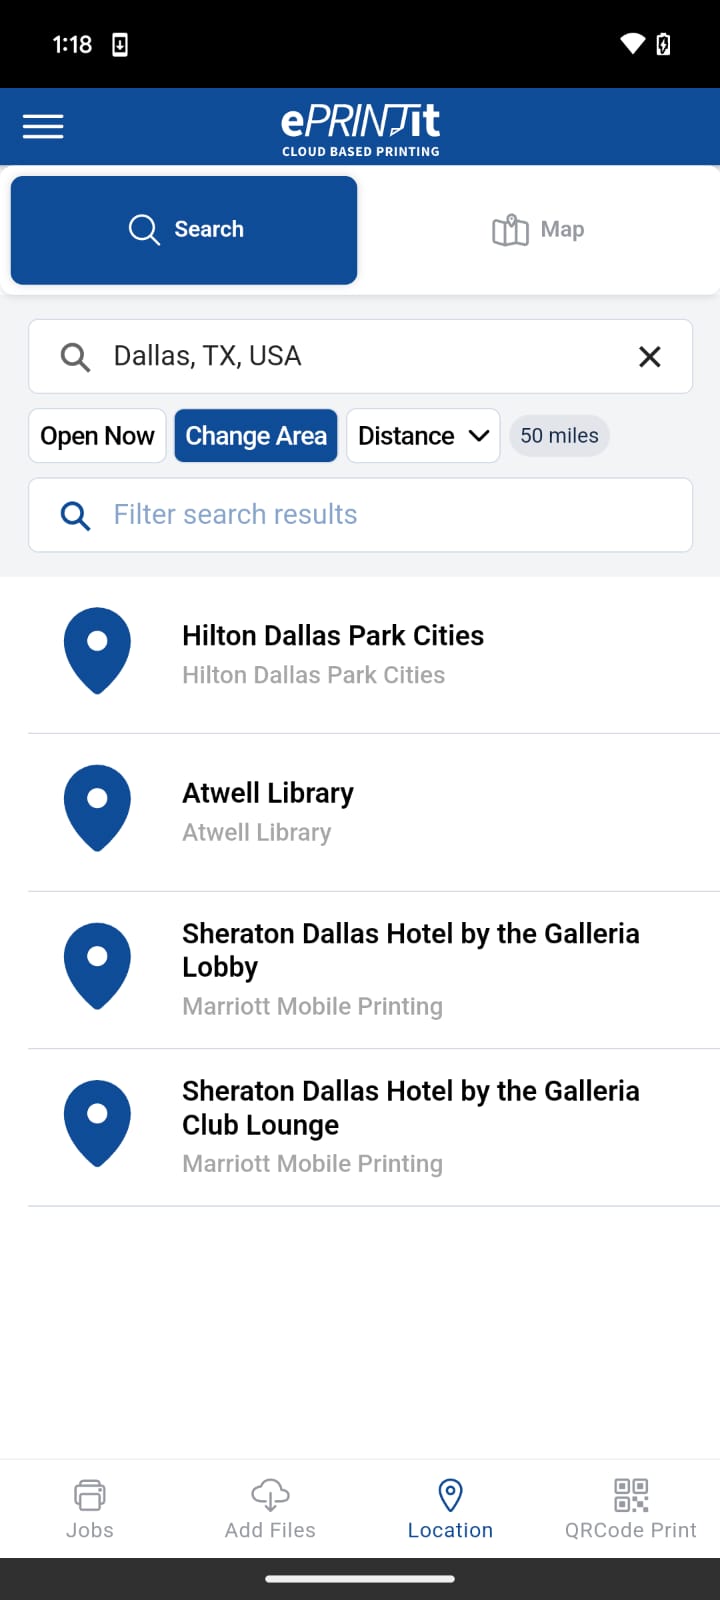 1:18
ePRINTit
CLOUD BASED PRINTING
Search
Map
Dallas, TX, USA
Open Now
Change Area
Distance
50 miles
Filter search results
Hilton Dallas Park Cities
Hilton Dallas Park Cities
Atwell Library
Atwell Library
Sheraton Dallas Hotel by the Galleria
Lobby
Marriott Mobile Printing
Sheraton Dallas Hotel by the Galleria
Club Lounge
Marriott Mobile Printing
Jobs
Add Files
Location
QRCode Print